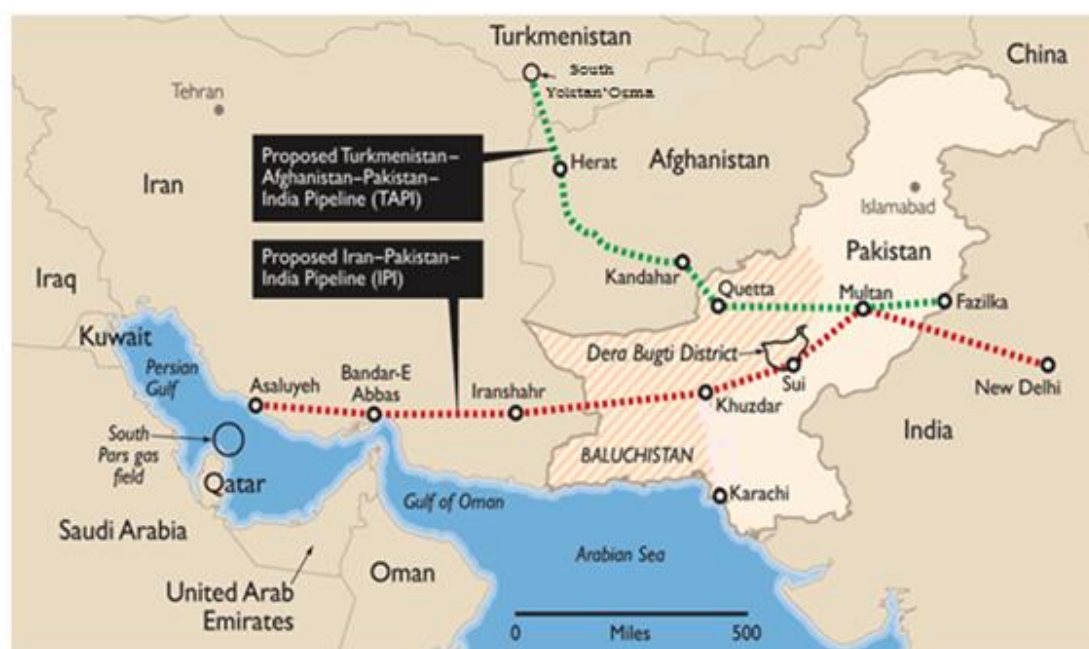 Turkmenistan
China
South
Yolotan'Osma
Tehran
Proposed Turkmenistan–
Afghanistan–Pakistan–
India Pipeline (TAPI)
Herat
Afghanistan
Iran
Islamabad
Proposed Iran–Pakistan–
India Pipeline (IPI)
Pakistan
Iraq
Kandahar
Quetta
Multan
Fazilka
Kuwait
Persian
Gulf
Dera Bugti District
Bandar-E
Abbas
Asaluyeh
Iranshahr
Sui
New Delhi
Khuzdar
South
Pars gas
field
India
BALUCHISTAN
Qatar
Karachi
Gulf of Oman
Saudi Arabia
Arabian Sea
Oman
United Arab
Emirates
0 Miles 500